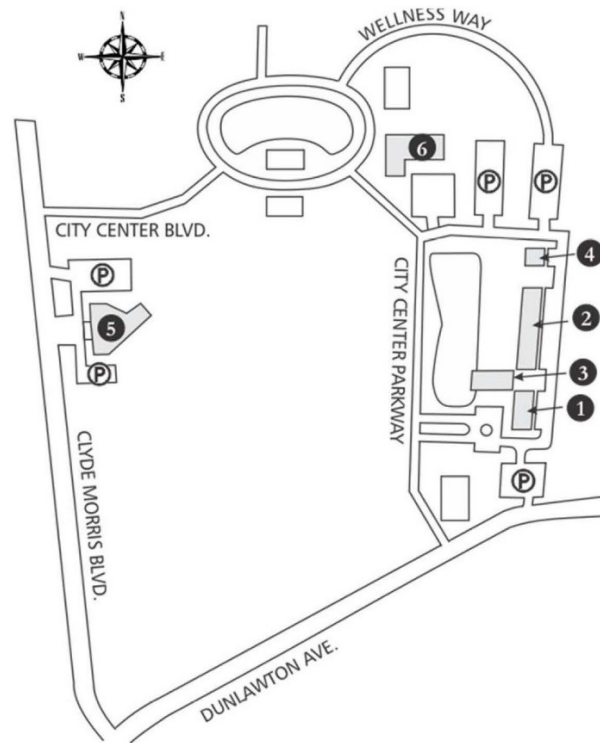 N
WELLNESS WAY
W
E
S
6
P
P
CITY CENTER BLVD.
4
P
CITY CENTER PARKWAY
2
5
3
P
1
CLYDE MORRIS BLVD.
P
DUNLAWTON AVE.